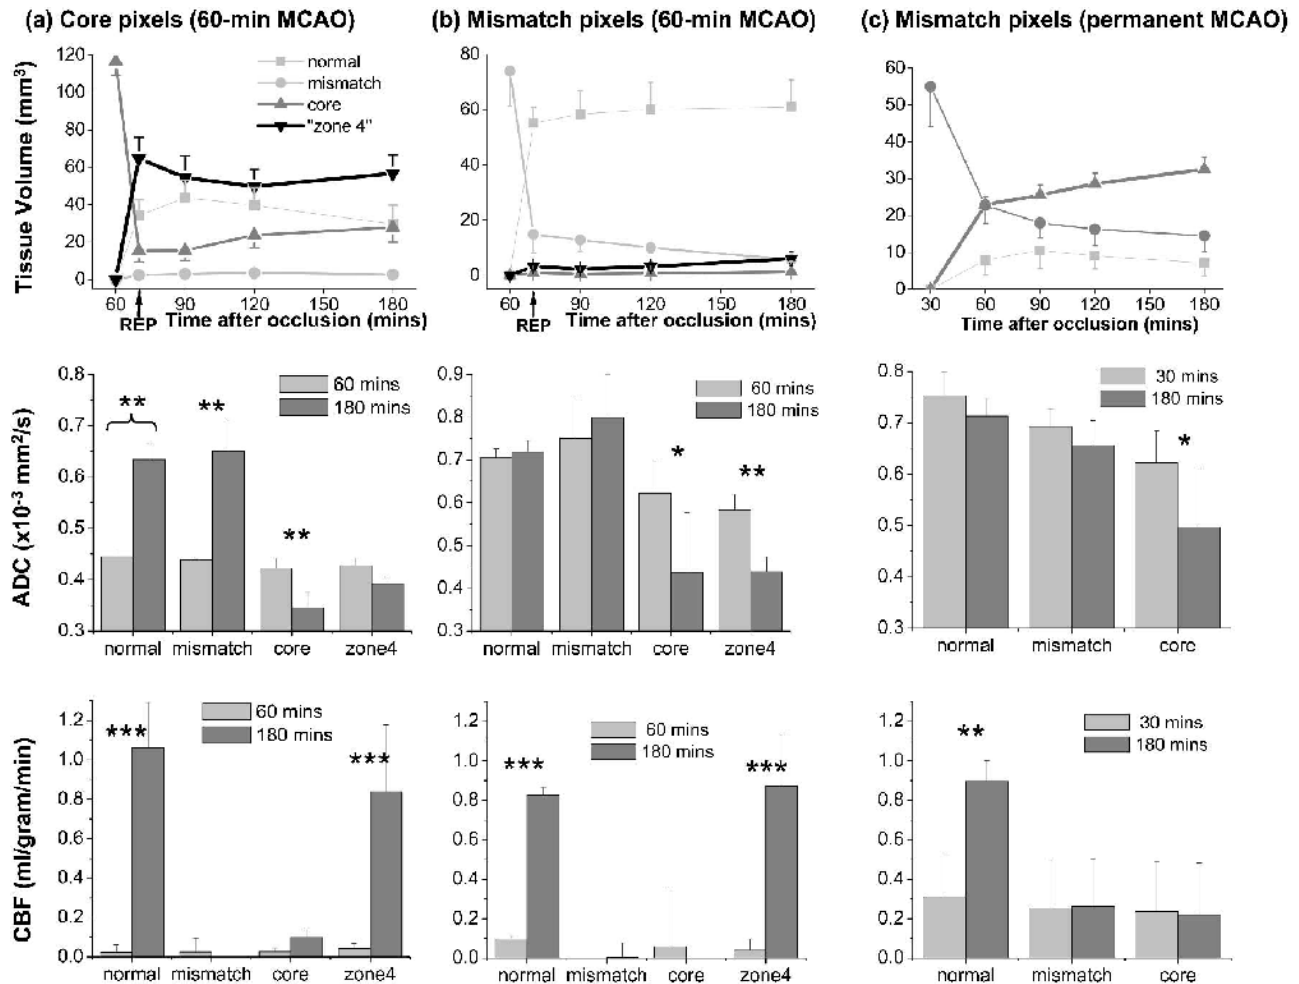 (a) Core pixels (60-min MCAO)
(b) Mismatch pixels (60-min MCAO)
(c) Mismatch pixels (permanent MCAO)
Tissue Volume (mm³)
120
100
80
60
40
20
0
normal
mismatch
core
"zone 4"
60 90 120 150 180
REP
Time after occlusion (mins)
80
60
40
20
0
60 90 120 150 180
REP
Time after occlusion (mins)
60
50
40
30
20
10
0
30 60 90 120 150 180
Time after occlusion (mins)
ADC (x10⁻³ mm²/s)
0.8
0.7
0.6
0.5
0.4
0.3
60 mins
180 mins
**
**
**
normal mismatch core zone4
0.9
0.8
0.7
0.6
0.5
0.4
0.3
60 mins
180 mins
*
**
normal mismatch core zone4
0.8
0.7
0.6
0.5
0.4
0.3
30 mins
180 mins
*
normal mismatch core
CBF (ml/gram/min)
1.2
1.0
0.8
0.6
0.4
0.2
0.0
60 mins
180 mins
***
***
normal mismatch core zone4
1.2
1.0
0.8
0.6
0.4
0.2
0.0
60 mins
180 mins
***
***
normal mismatch core zone4
1.2
1.0
0.8
0.6
0.4
0.2
0.0
30 mins
180 mins
**
normal mismatch core